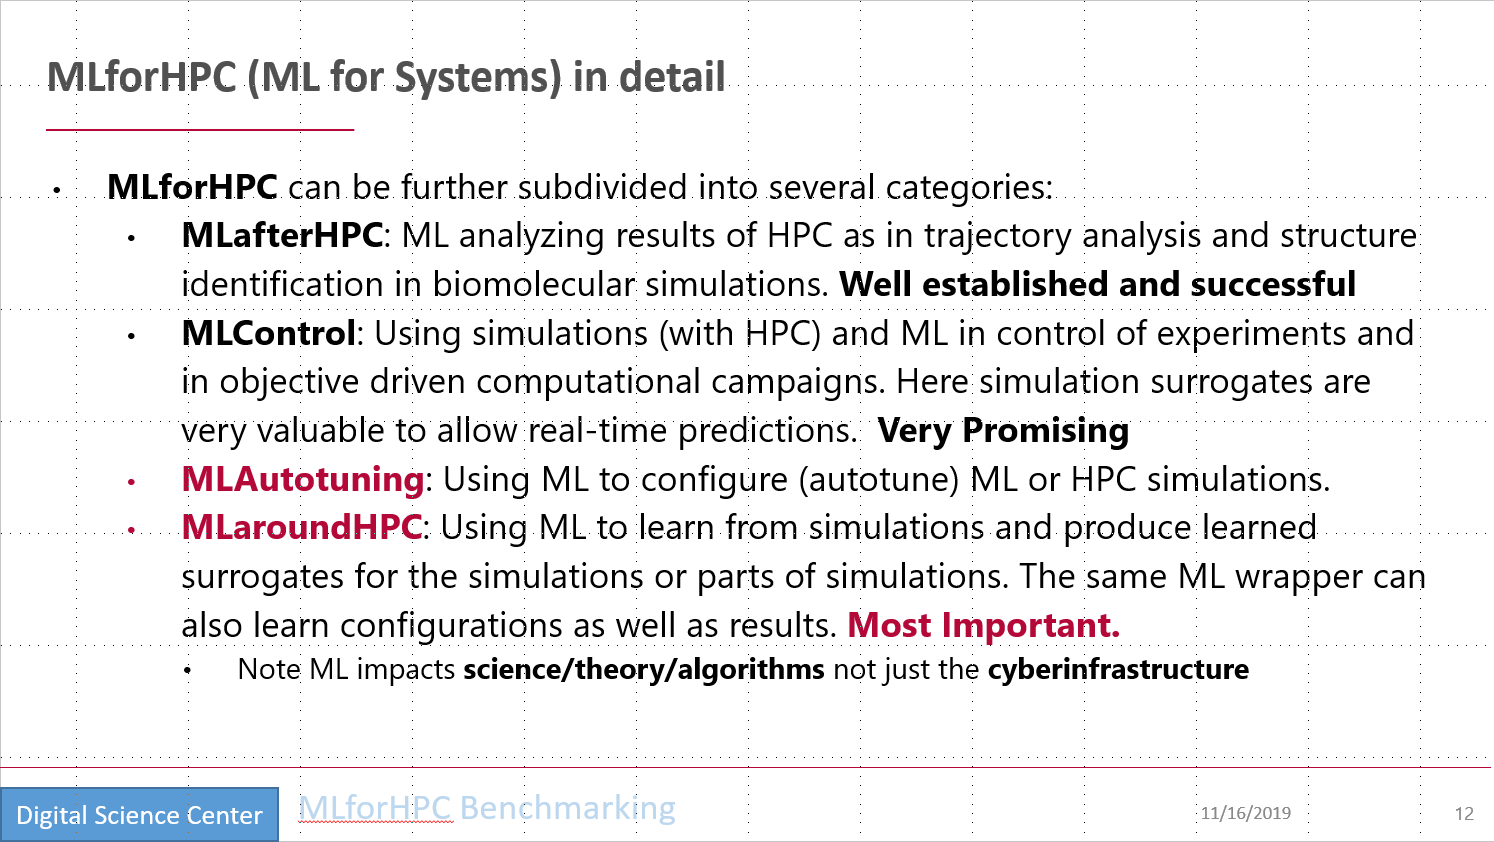 MLforHPC (ML for Systems) in detail
• MLforHPC can be further subdivided into several categories:
• MLafterHPC: ML analyzing results of HPC as in trajectory analysis and structure
identification in biomolecular simulations. Well established and successful
• MLControl: Using simulations (with HPC) and ML in control of experiments and
in objective driven computational campaigns. Here simulation surrogates are
very valuable to allow real-time predictions.  Very Promising
• MLAutotuning: Using ML to configure (autotune) ML or HPC simulations.
• MLaroundHPC: Using ML to learn from simulations and produce learned
surrogates for the simulations or parts of simulations. The same ML wrapper can
also learn configurations as well as results. Most Important.
• Note ML impacts science/theory/algorithms not just the cyberinfrastructure
Digital Science Center
MLforHPC Benchmarking
11/16/2019
12